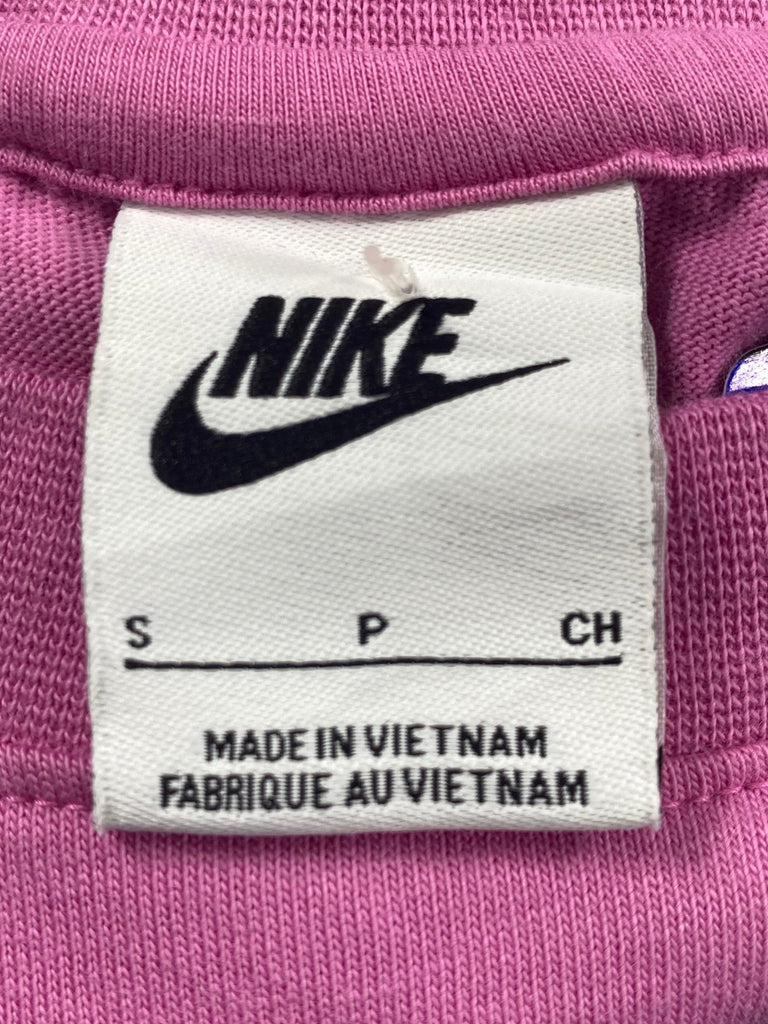 NIKE
S P CH
MADE IN VIETNAM
FABRIQUE AU VIETNAM